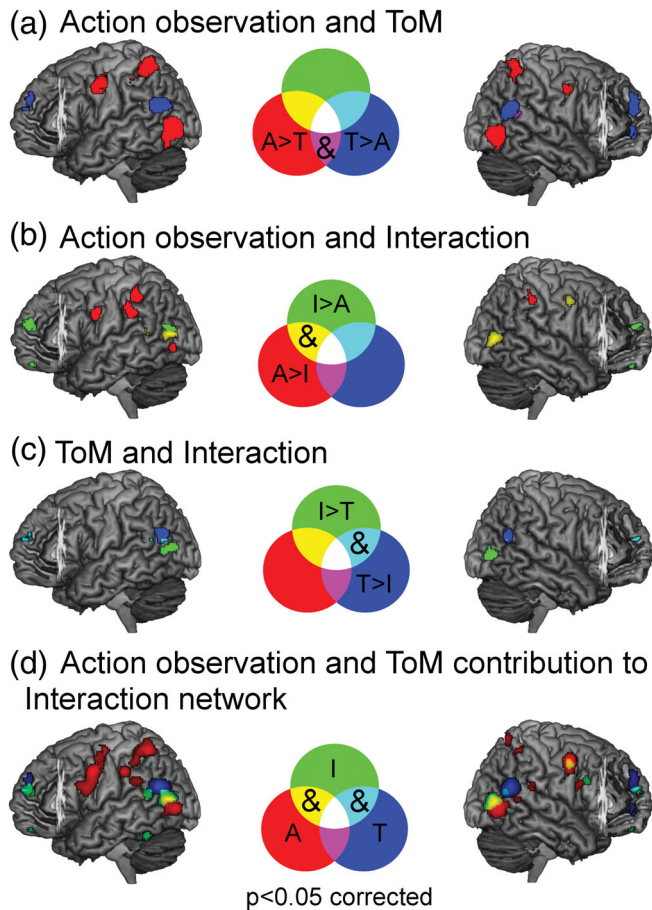 (a) Action observation and ToM
A>T & T>A
(b) Action observation and Interaction
I>A
&
A>I
(c) ToM and Interaction
I>T
&
T>I
(d) Action observation and ToM contribution to
Interaction network
I
& &
A T
p<0.05 corrected